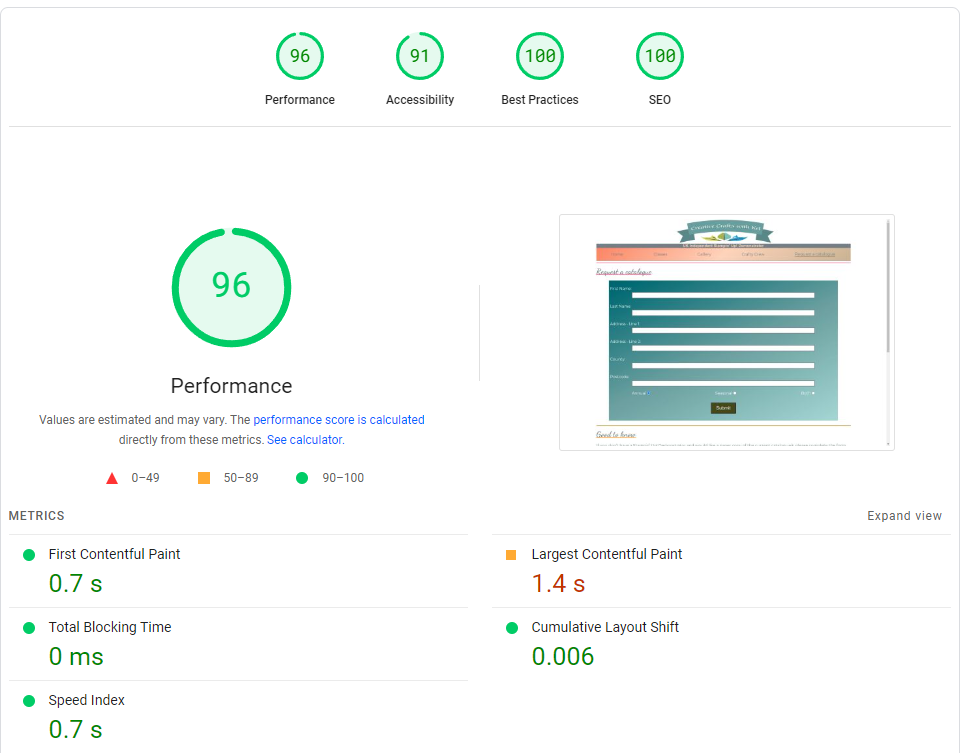 96
91
100
100
Performance
Accessibility
Best Practices
SEO
96
Performance
Values are estimated and may vary. The performance score is calculated
directly from these metrics. See calculator.
0–49
50–89
90–100
Request a catalogue
First Name
Last Name
Address - Line 1
Address - Line 2
County
Postcode
Submit
Good to know
METRICS
Expand view
First Contentful Paint
0.7 s
Largest Contentful Paint
1.4 s
Total Blocking Time
0 ms
Cumulative Layout Shift
0.006
Speed Index
0.7 s